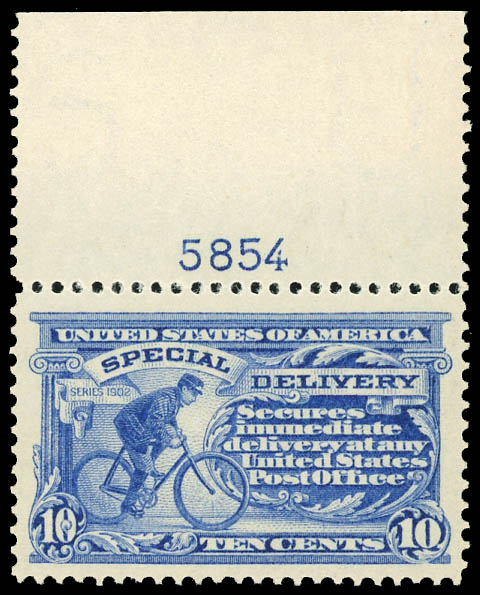 5854
UNITED STATES OF AMERICA
SPECIAL
DELIVERY
SERIES 1902
Secures
immediate
delivery at any
United States
Post Office
10
TEN CENTS
10